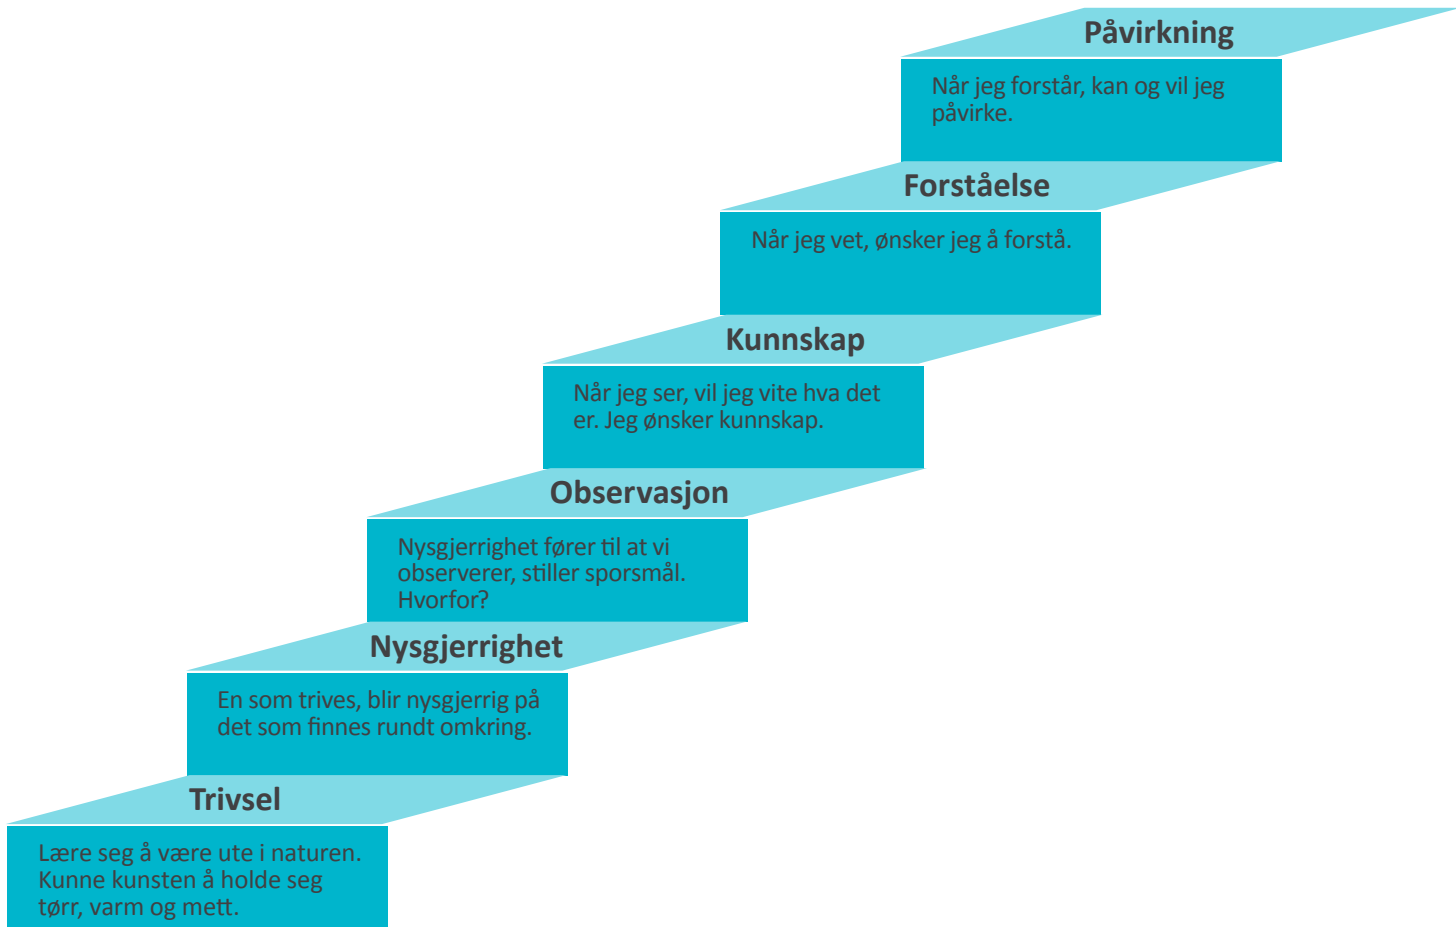 Påvirkning
Når jeg forstår, kan og vil jeg
påvirke.
Forståelse
Når jeg vet, ønsker jeg å forstå.
Kunnskap
Når jeg ser, vil jeg vite hva det
er. Jeg ønsker kunnskap.
Observasjon
Nysgjerrighet fører til at vi
observerer, stiller sporsmål.
Hvorfor?
Nysgjerrighet
En som trives, blir nysgjerrig på
det som finnes rundt omkring.
Trivsel
Lære seg å være ute i naturen.
Kunne kunsten å holde seg
tørr, varm og mett.